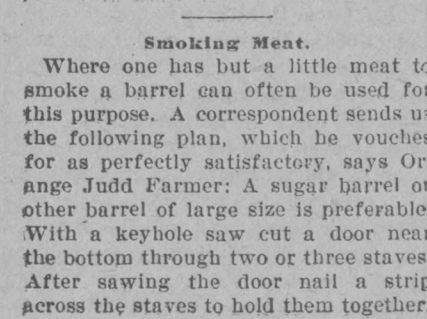 Smoking Meat.
Where one has but a little meat to
smoke a barrel can often be used for
this purpose. A correspondent sends us
the following plan, which he vouches
for as perfectly satisfactory, says Or
ange Judd Farmer: A sugar barrel or
other barrel of large size is preferable
With a keyhole saw cut a door near
the bottom through two or three staves
After sawing the door nail a strip
across the staves to hold them together